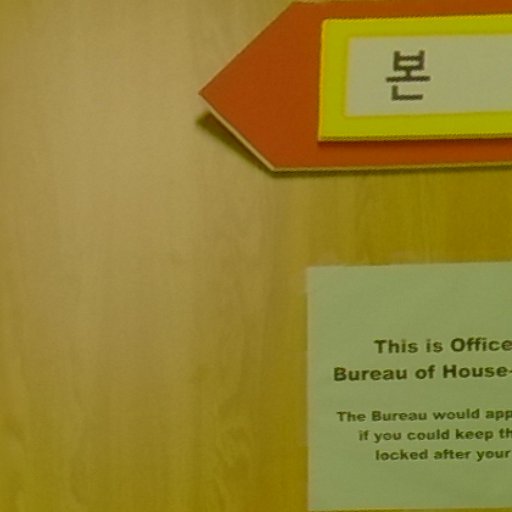 본
This is Office
Bureau of House-
The Bureau would app
if you could keep th
locked after your